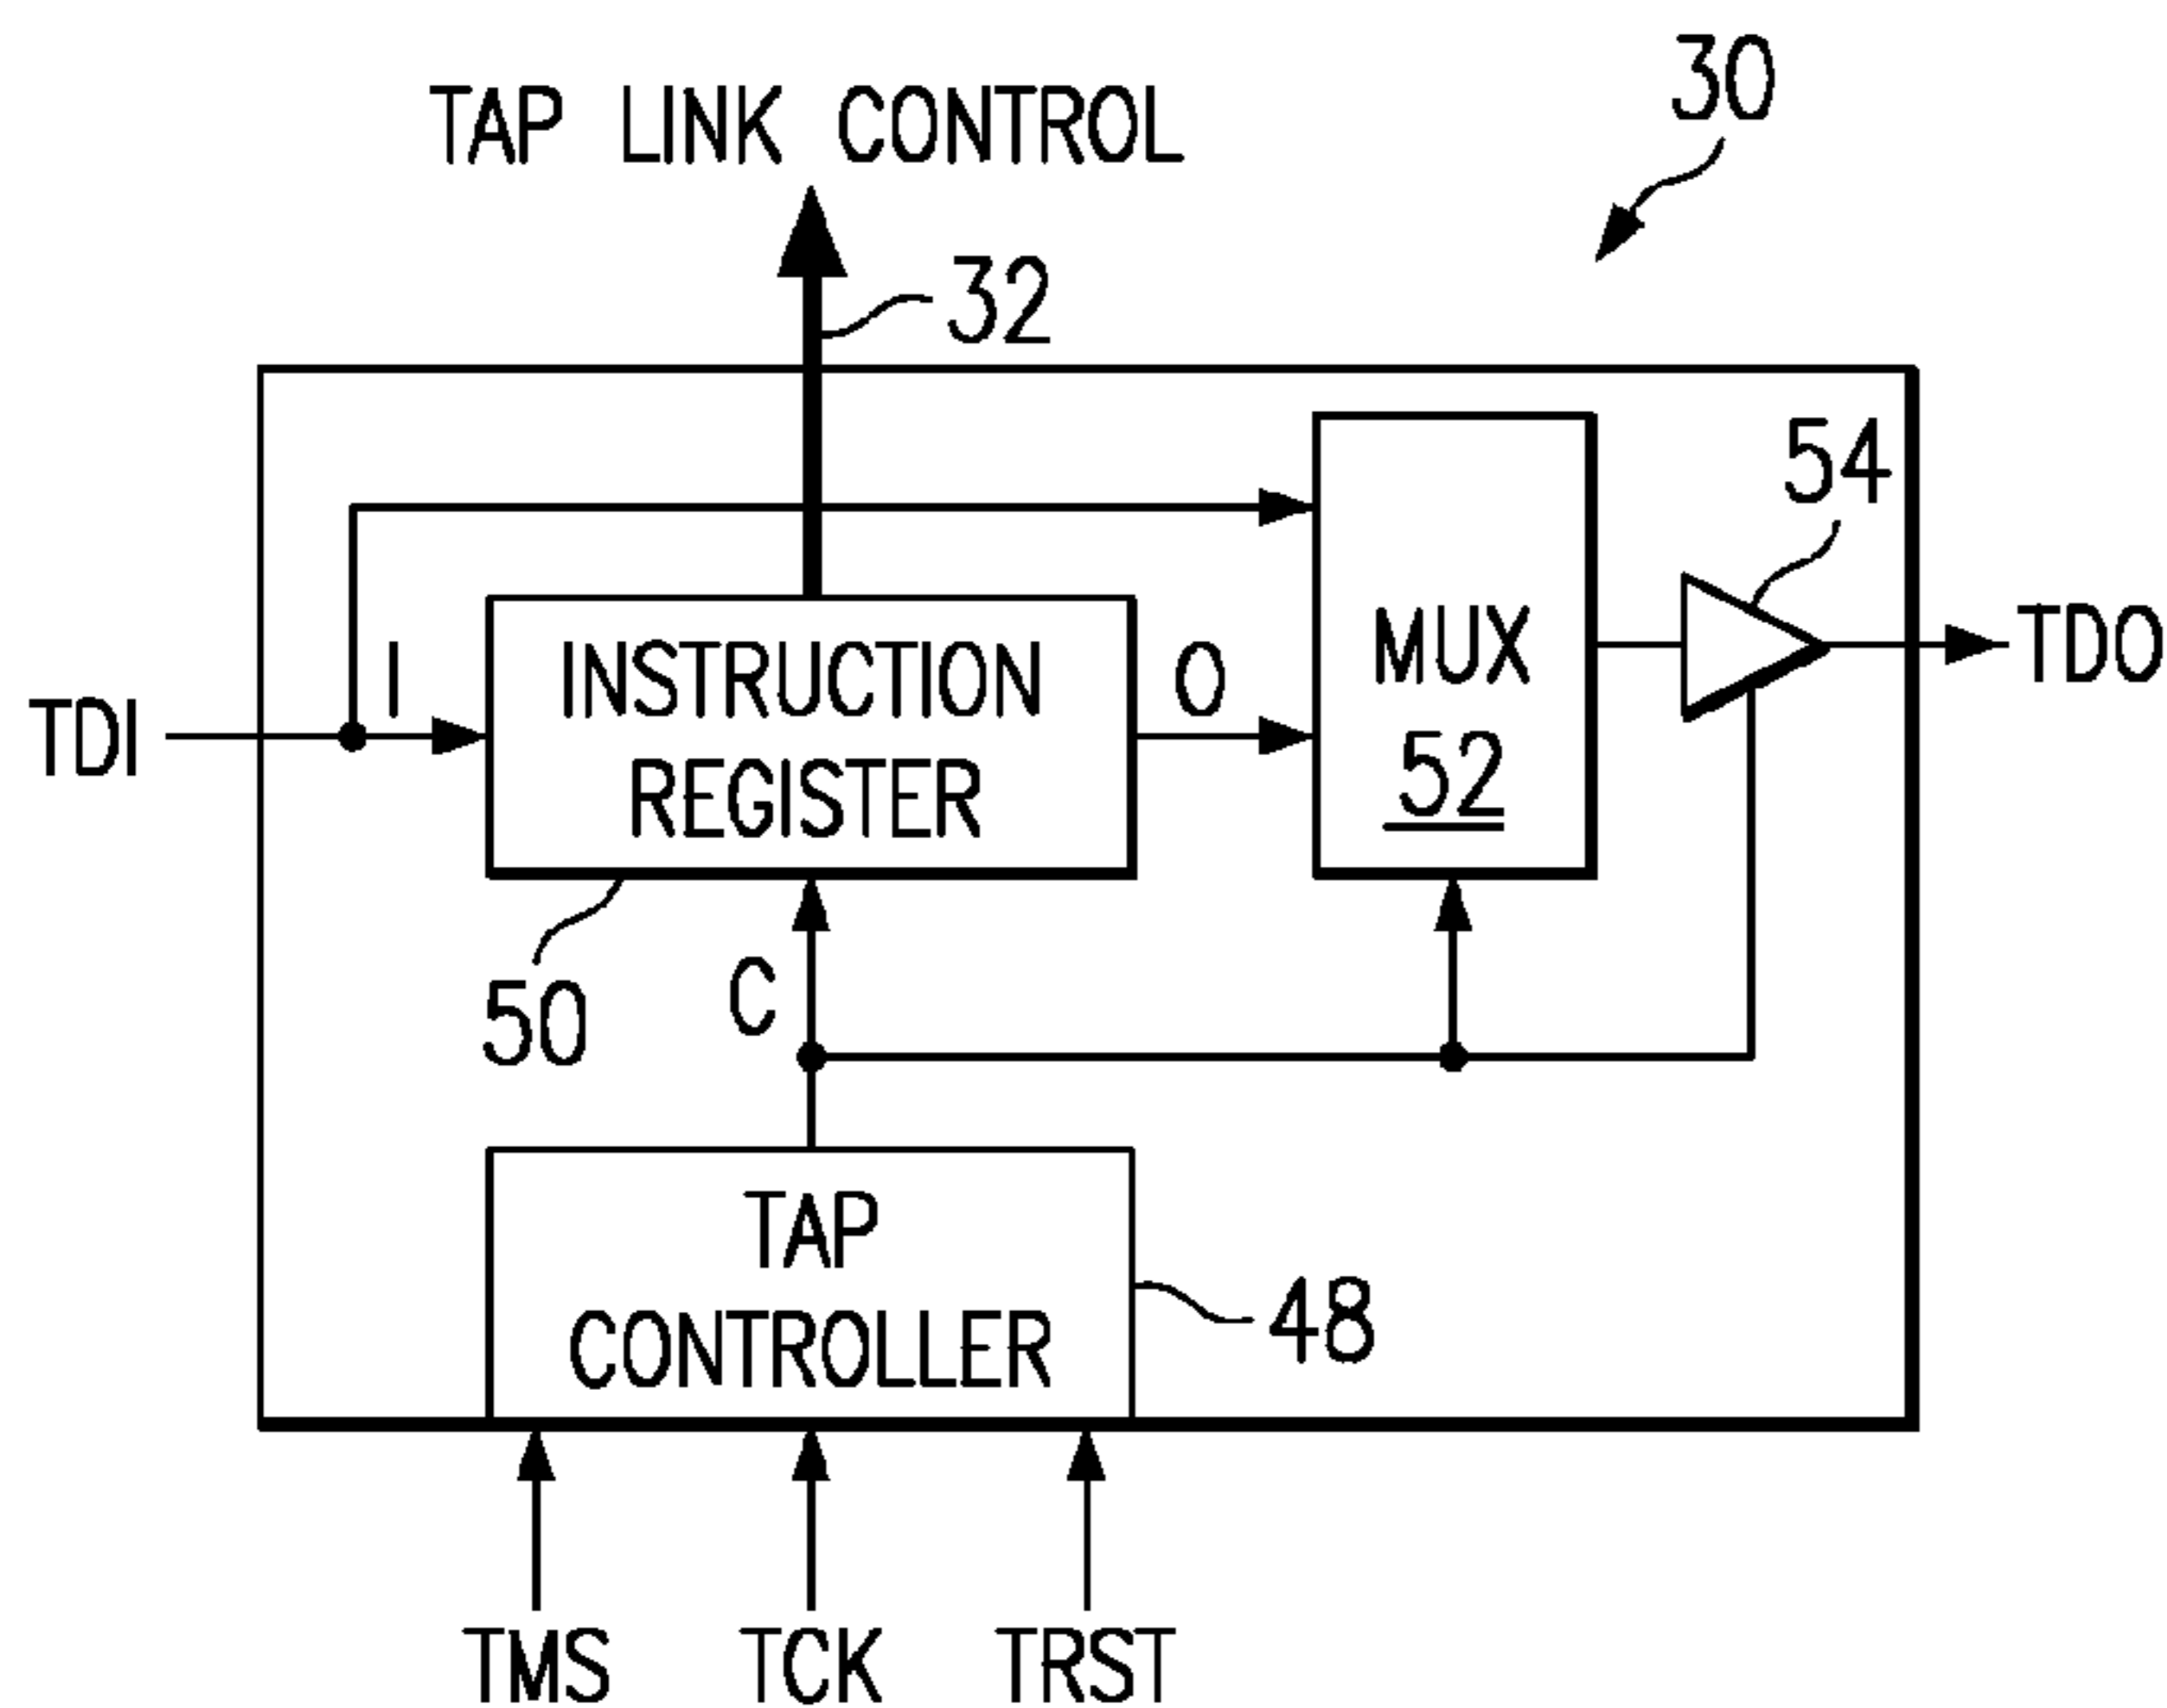 30
TAP LINK CONTROL
32
54
TDI
I
INSTRUCTION
REGISTER
O
MUX
52
TDO
50
C
TAP
CONTROLLER
48
TMS
TCK
TRST